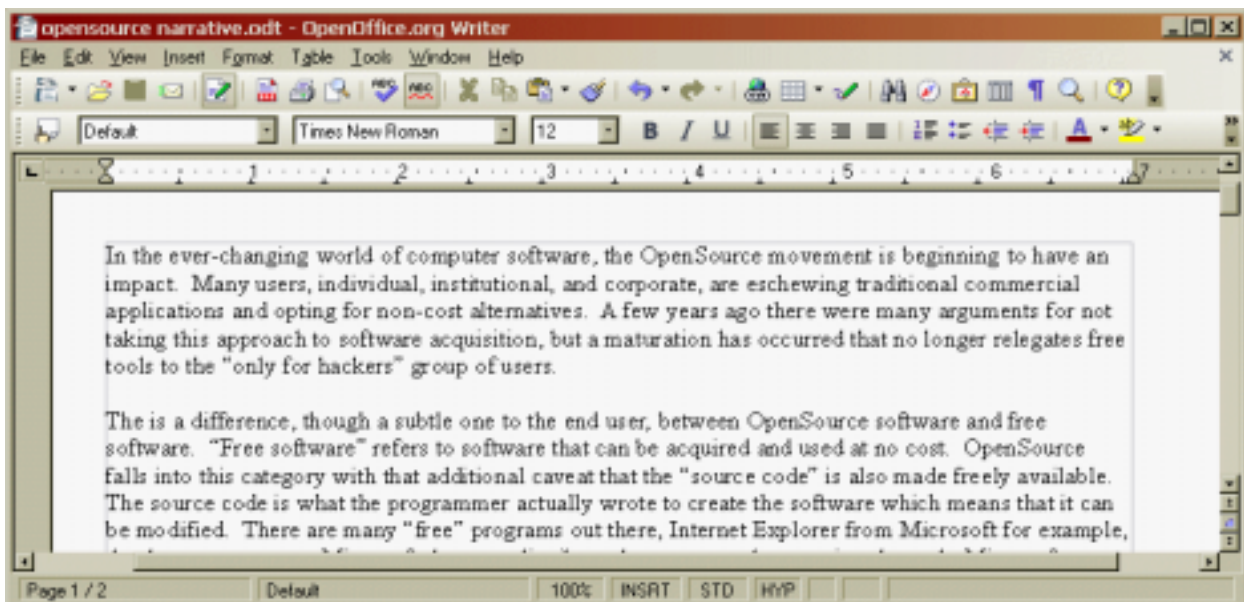 opensource narrative.odt - OpenOffice.org Writer
File Edit View Insert Format Table Tools Window Help
Default Times New Roman 12 B I U A
1 2 3 4 5 6 7
In the ever-changing world of computer software, the OpenSource movement is beginning to have an
impact. Many users, individual, institutional, and corporate, are eschewing traditional commercial
applications and opting for non-cost alternatives. A few years ago there were many arguments for not
taking this approach to software acquisition, but a maturation has occurred that no longer relegates free
tools to the "only for hackers" group of users.
The is a difference, though a subtle one to the end user, between OpenSource software and free
software. "Free software" refers to software that can be acquired and used at no cost. OpenSource
falls into this category with that additional caveat that the "source code" is also made freely available.
The source code is what the programmer actually wrote to create the software which means that it can
be modified. There are many "free" programs out there, Internet Explorer from Microsoft for example,
Page 1 / 2 Default 100% INSRT STD HYP